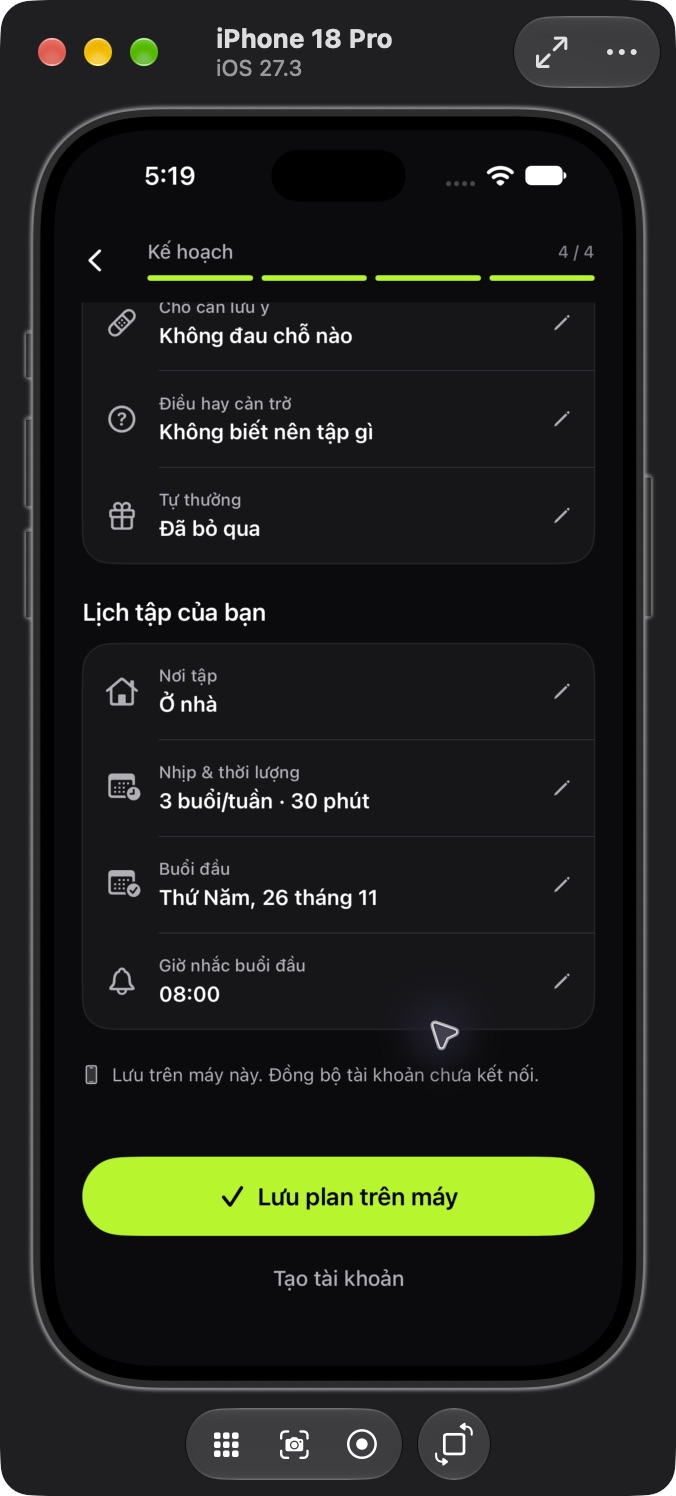 iPhone 18 Pro
iOS 27.3
5:19
Kế hoạch
4 / 4
Chỗ cần lưu ý
Không đau chỗ nào
Điều hay cản trở
Không biết nên tập gì
Tự thưởng
Đã bỏ qua
Lịch tập của bạn
Nơi tập
Ở nhà
Nhịp & thời lượng
3 buổi/tuần · 30 phút
Buổi đầu
Thứ Năm, 26 tháng 11
Giờ nhắc buổi đầu
08:00
Lưu trên máy này. Đồng bộ tài khoản chưa kết nối.
Lưu plan trên máy
Tạo tài khoản